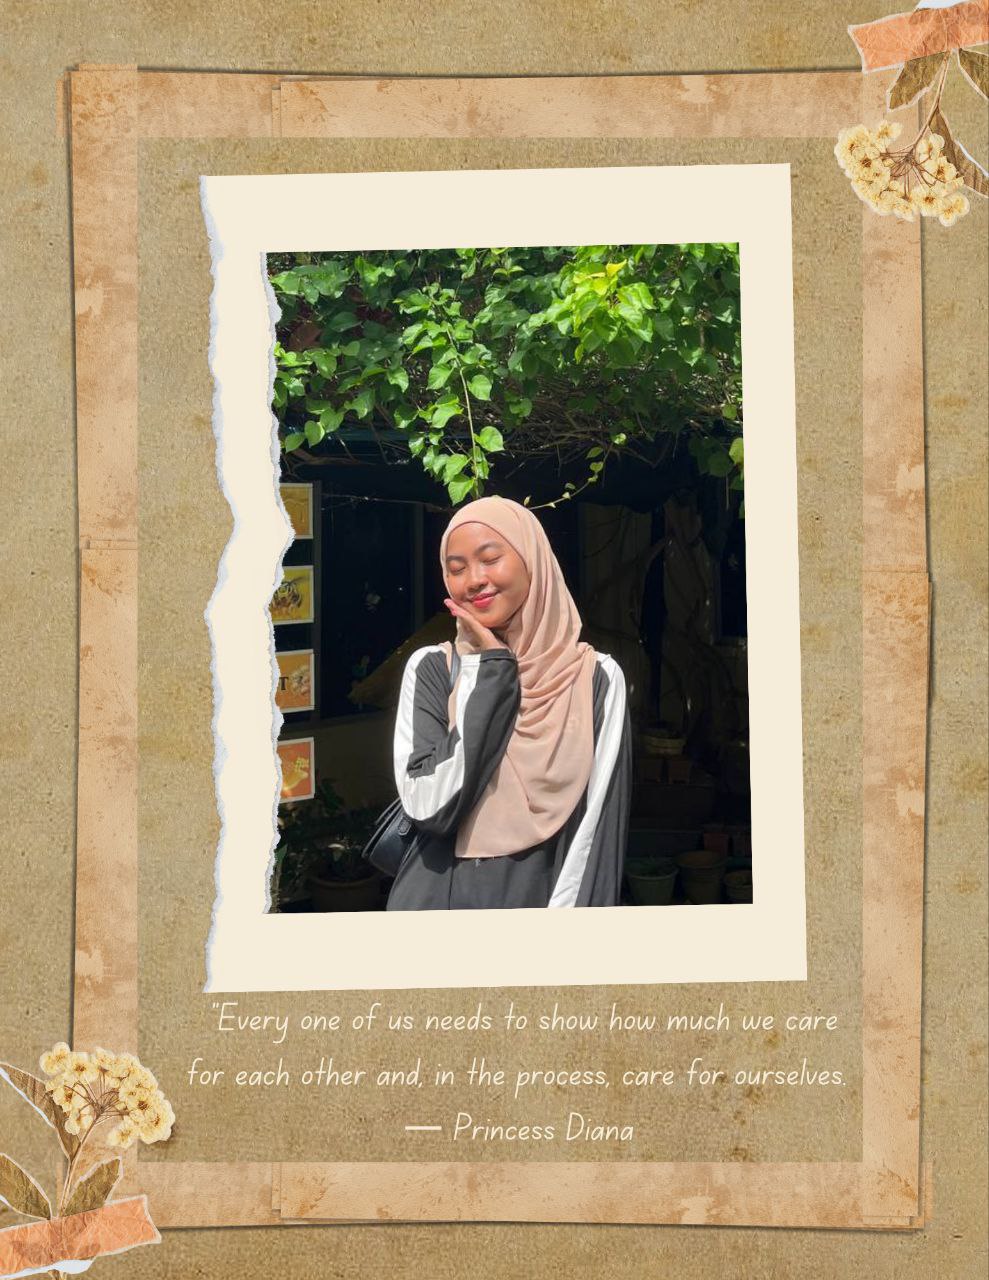 "Every one of us needs to show how much we care
for each other and, in the process, care for ourselves.
— Princess Diana
T